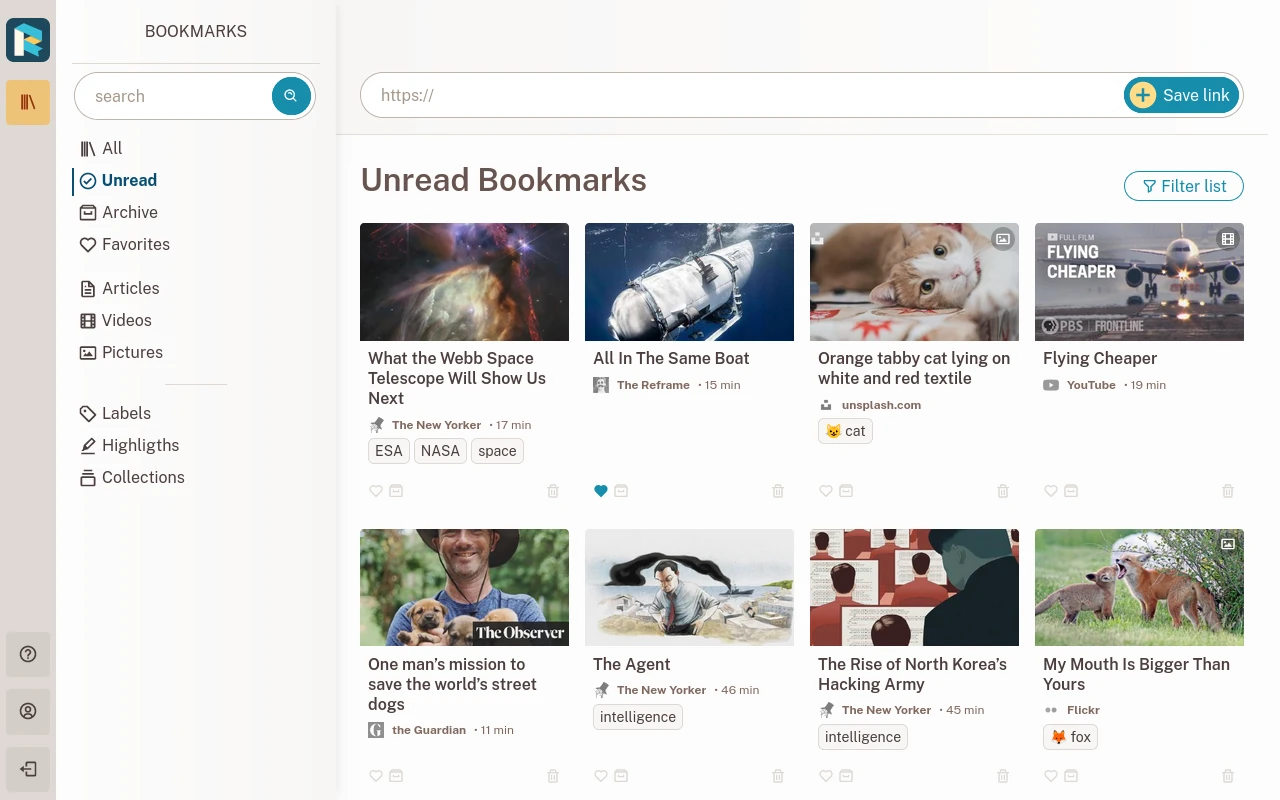 BOOKMARKS
search
All
Unread
Archive
Favorites
Articles
Videos
Pictures
Labels
Highligths
Collections
https://
Save link
Unread Bookmarks
Filter list
What the Webb Space
Telescope Will Show Us
Next
The New Yorker · 17 min
ESA NASA space
All In The Same Boat
The Reframe · 15 min
Orange tabby cat lying on
white and red textile
unsplash.com
😺 cat
FULL FILM
FLYING
CHEAPER
PBS FRONTLINE
Flying Cheaper
YouTube · 19 min
The Observer
One man’s mission to
save the world’s street
dogs
the Guardian · 11 min
The Agent
The New Yorker · 46 min
intelligence
The Rise of North Korea’s
Hacking Army
The New Yorker · 45 min
intelligence
My Mouth Is Bigger Than
Yours
Flickr
🦊 fox